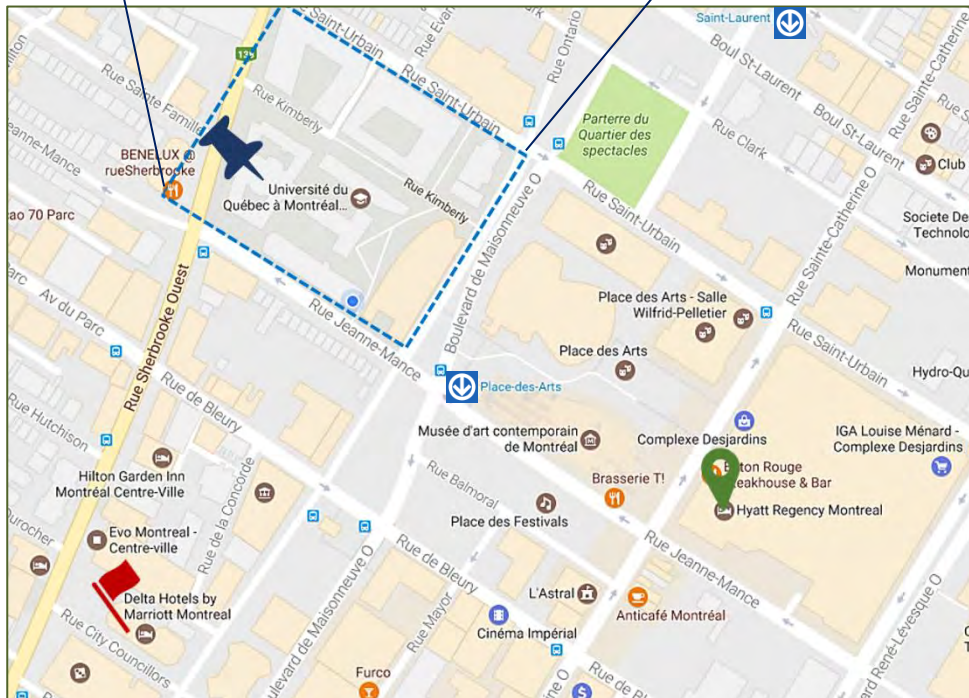 Saint-Laurent
Rue Saint-Urbain
Rue Ontario
Boul St-Laurent
Rue Sainte-Catherine O
138
Rue Sainte Famille
Rue Kimberly
Rue Saint-Urbain
Parterre du
Quartier des
spectacles
Rue Clark
Boul St-Laurent
BENELUX @
rueSherbrooke
Jeanne-Mance
Université du
Québec à Montréal...
Rue Kimberly
Club
Rue Saint-Urbain
Boulevard de Maisonneuve O
Rue Sainte-Catherine O
Societe De
Technolo
Monument
Place des Arts - Salle
Wilfrid-Pelletier
Av du Parc
Rue Sherbrooke Ouest
Rue Jeanne-Mance
Place des Arts
Rue Saint-Urbain
Hydro-Qu
Rue de Bleury
Place-des-Arts
Rue Hutchison
Musée d'art contemporain
de Montréal
Complexe Desjardins
IGA Louise Ménard -
Complexe Desjardins
Hilton Garden Inn
Montréal Centre-Ville
Rue de la Concorde
Rue Balmoral
Brasserie T!
& Bar
Hyatt Regency Montreal
Place des Festivals
Evo Montreal -
Centre-ville
Rue de Bleury
Rue Jeanne-Mance
Delta Hotels by
Marriott Montreal
L'Astral
Anticafé Montréal
Cinéma Impérial
Rue Mayor
Rue City Councillors
Boulevard de Maisonneuve O
Furco
René-Lévesque O